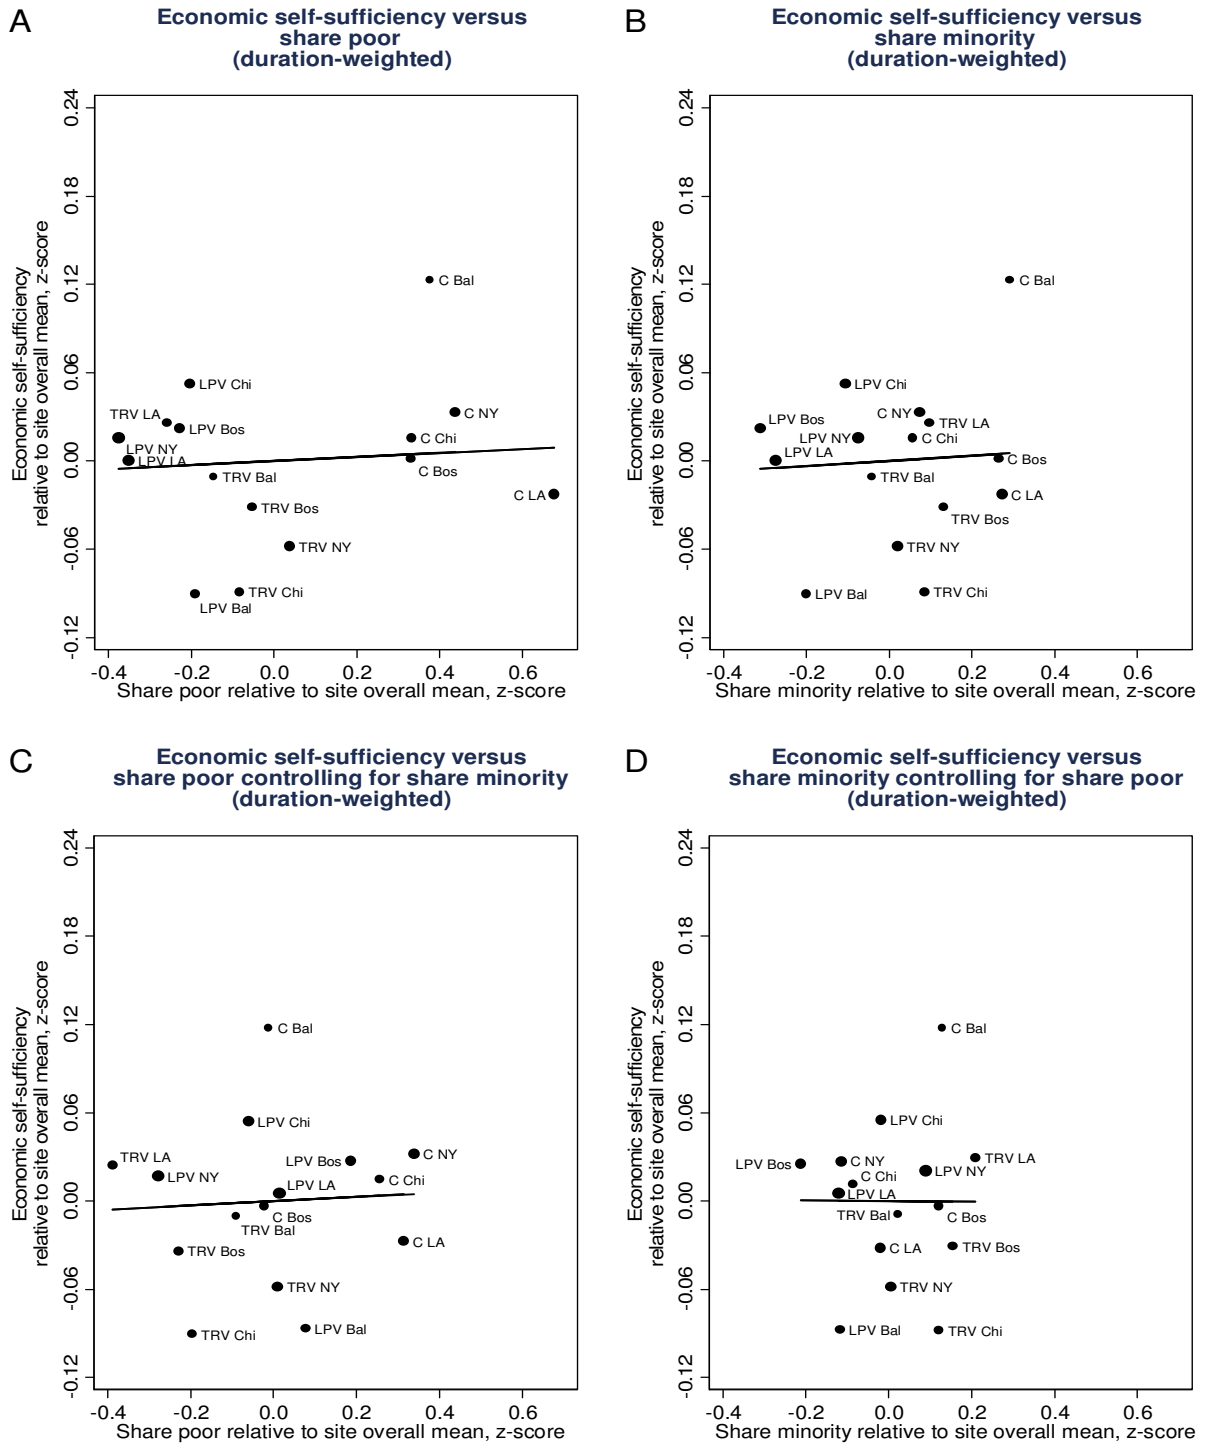 A
Economic self-sufficiency versus
share poor
(duration-weighted)
Economic self-sufficiency
relative to site overall mean, z-score
0.24
0.18
0.12
0.06
0.00
-0.06
-0.12
C Bal
LPV Chi
TRV LA
LPV Bos
C NY
LPV NY
C Chi
LPV LA
C Bos
TRV Bal
C LA
TRV Bos
TRV NY
TRV Chi
LPV Bal
-0.4 -0.2 0.0 0.2 0.4 0.6
Share poor relative to site overall mean, z-score
B
Economic self-sufficiency versus
share minority
(duration-weighted)
Economic self-sufficiency
relative to site overall mean, z-score
0.24
0.18
0.12
0.06
0.00
-0.06
-0.12
C Bal
LPV Chi
LPV Bos
C NY
TRV LA
LPV NY
C Chi
LPV LA
C Bos
TRV Bal
C LA
TRV Bos
TRV NY
LPV Bal
TRV Chi
-0.4 -0.2 0.0 0.2 0.4 0.6
Share minority relative to site overall mean, z-score
C
Economic self-sufficiency versus
share poor controlling for share minority
(duration-weighted)
Economic self-sufficiency
relative to site overall mean, z-score
0.24
0.18
0.12
0.06
0.00
-0.06
-0.12
C Bal
LPV Chi
TRV LA
LPV Bos
C NY
LPV NY
C Chi
LPV LA
C Bos
TRV Bal
C LA
TRV Bos
TRV NY
TRV Chi
LPV Bal
-0.4 -0.2 0.0 0.2 0.4 0.6
Share poor relative to site overall mean, z-score
D
Economic self-sufficiency versus
share minority controlling for share poor
(duration-weighted)
Economic self-sufficiency
relative to site overall mean, z-score
0.24
0.18
0.12
0.06
0.00
-0.06
-0.12
C Bal
LPV Chi
LPV Bos
C NY
TRV LA
LPV NY
C Chi
LPV LA
TRV Bal
C Bos
C LA
TRV Bos
TRV NY
LPV Bal
TRV Chi
-0.4 -0.2 0.0 0.2 0.4 0.6
Share minority relative to site overall mean, z-score